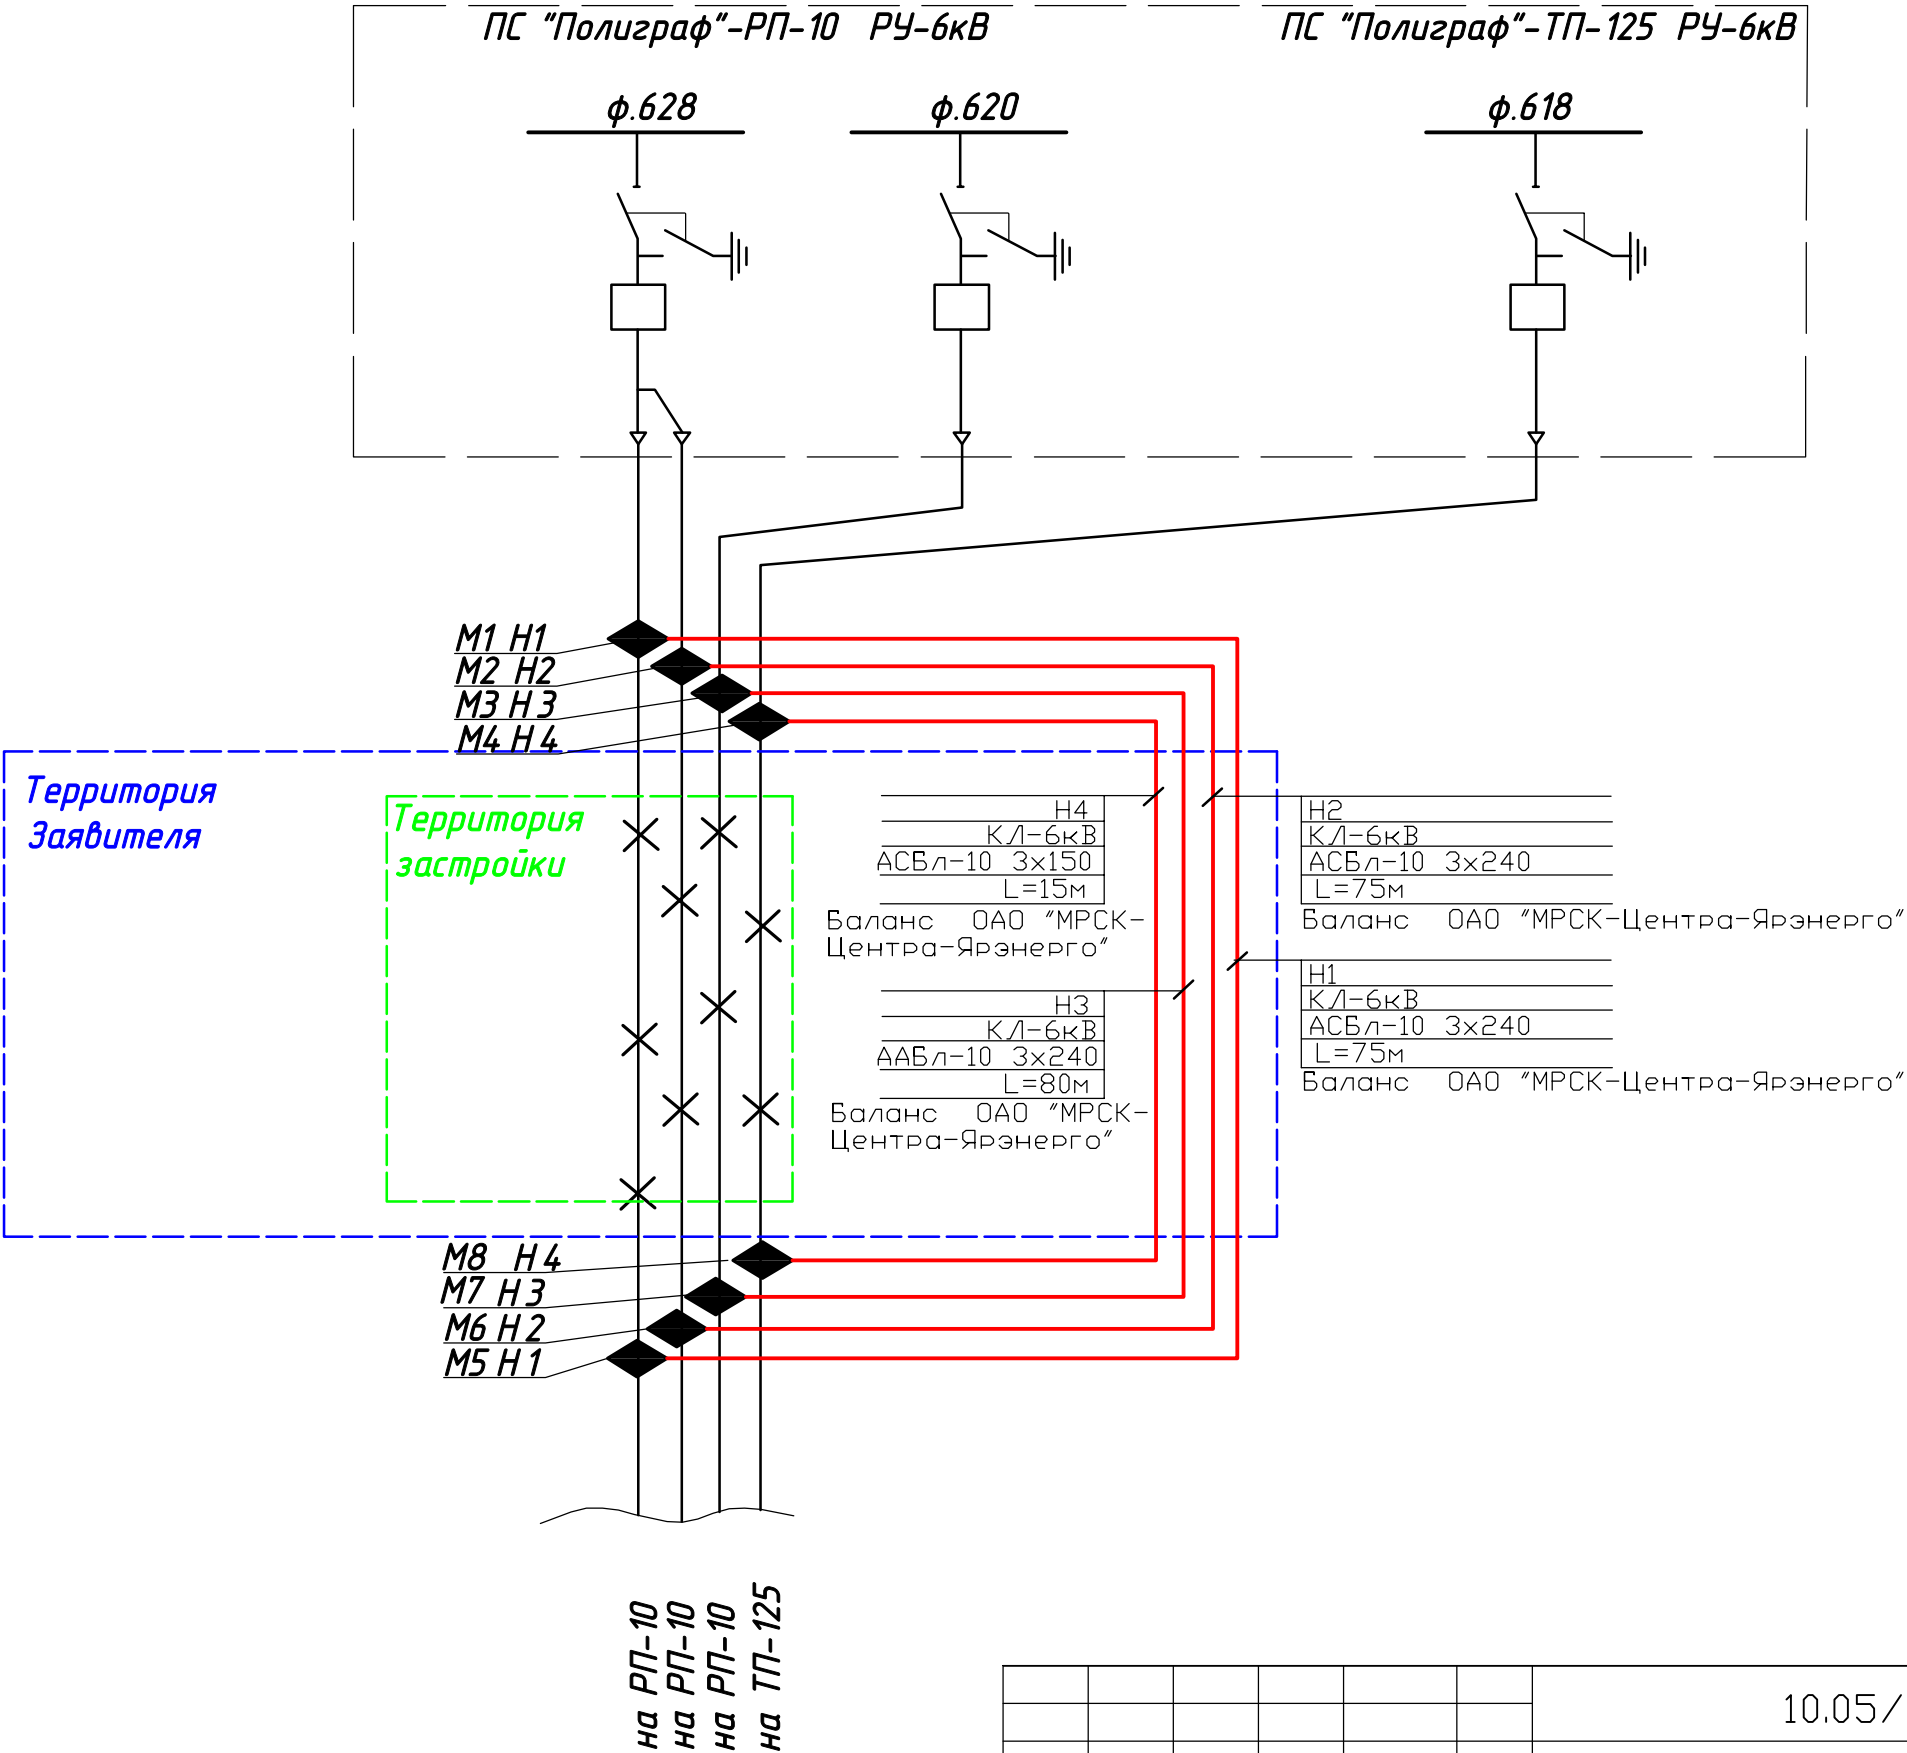 ПС "Полиграф"-РП-10 РУ-6кВ
ПС "Полиграф"-ТП-125 РУ-6кВ
ф.628
ф.620
ф.618
М1 Н1
М2 Н2
М3 Н3
М4 Н4
Территория
Заявителя
Территория
застройки
Н4
КЛ-6кВ
АСБл-10 3х150
L=15м
Баланс ОАО "МРСК-
Центра-Ярэнерго"
Н2
КЛ-6кВ
АСБл-10 3х240
L=75м
Баланс ОАО "МРСК-Центра-Ярэнерго"
Н3
КЛ-6кВ
ААБл-10 3х240
L=80м
Баланс ОАО "МРСК-
Центра-Ярэнерго"
Н1
КЛ-6кВ
АСБл-10 3х240
L=75м
Баланс ОАО "МРСК-Центра-Ярэнерго"
М8 Н4
М7 Н3
М6 Н2
М5 Н1
на РП-10
на РП-10
на РП-10
на ТП-125
10.05/